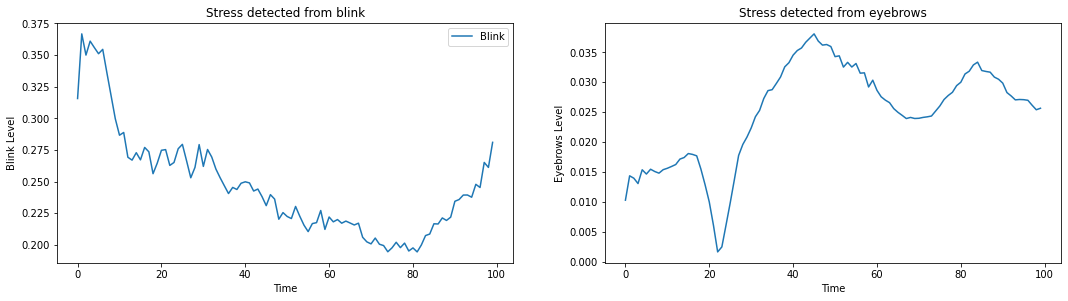 Stress detected from blink
Blink Level
0.375
0.350
0.325
0.300
0.275
0.250
0.225
0.200
Blink
0 20 40 60 80 100
Time
Stress detected from eyebrows
Eyebrows Level
0.035
0.030
0.025
0.020
0.015
0.010
0.005
0.000
0 20 40 60 80 100
Time